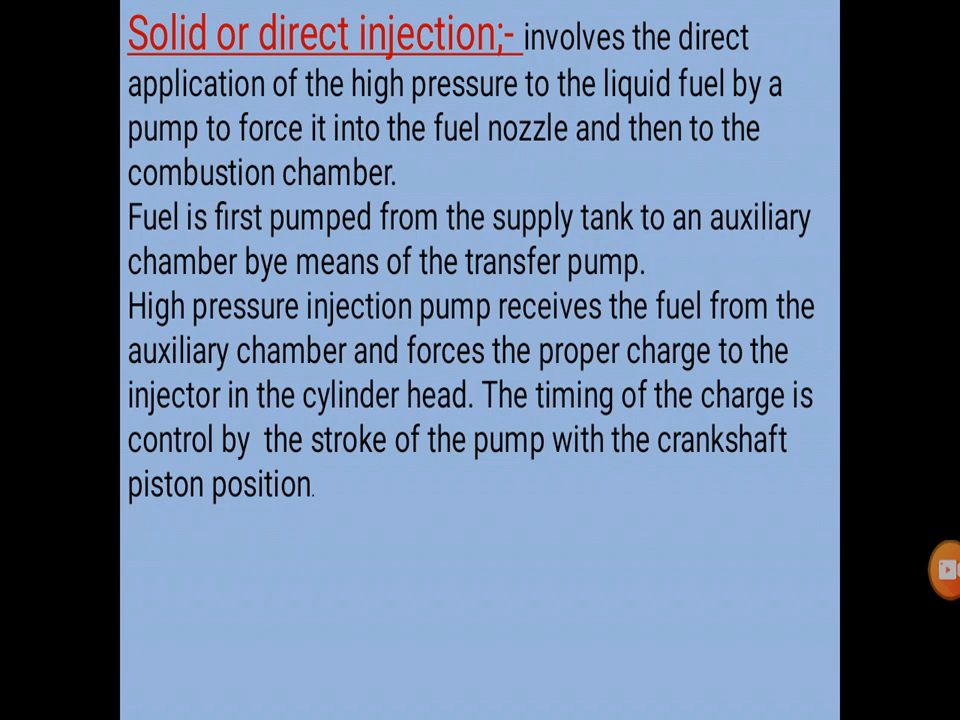 Solid or direct injection;- involves the direct
application of the high pressure to the liquid fuel by a
pump to force it into the fuel nozzle and then to the
combustion chamber.
Fuel is first pumped from the supply tank to an auxiliary
chamber bye means of the transfer pump.
High pressure injection pump receives the fuel from the
auxiliary chamber and forces the proper charge to the
injector in the cylinder head. The timing of the charge is
control by  the stroke of the pump with the crankshaft
piston position.